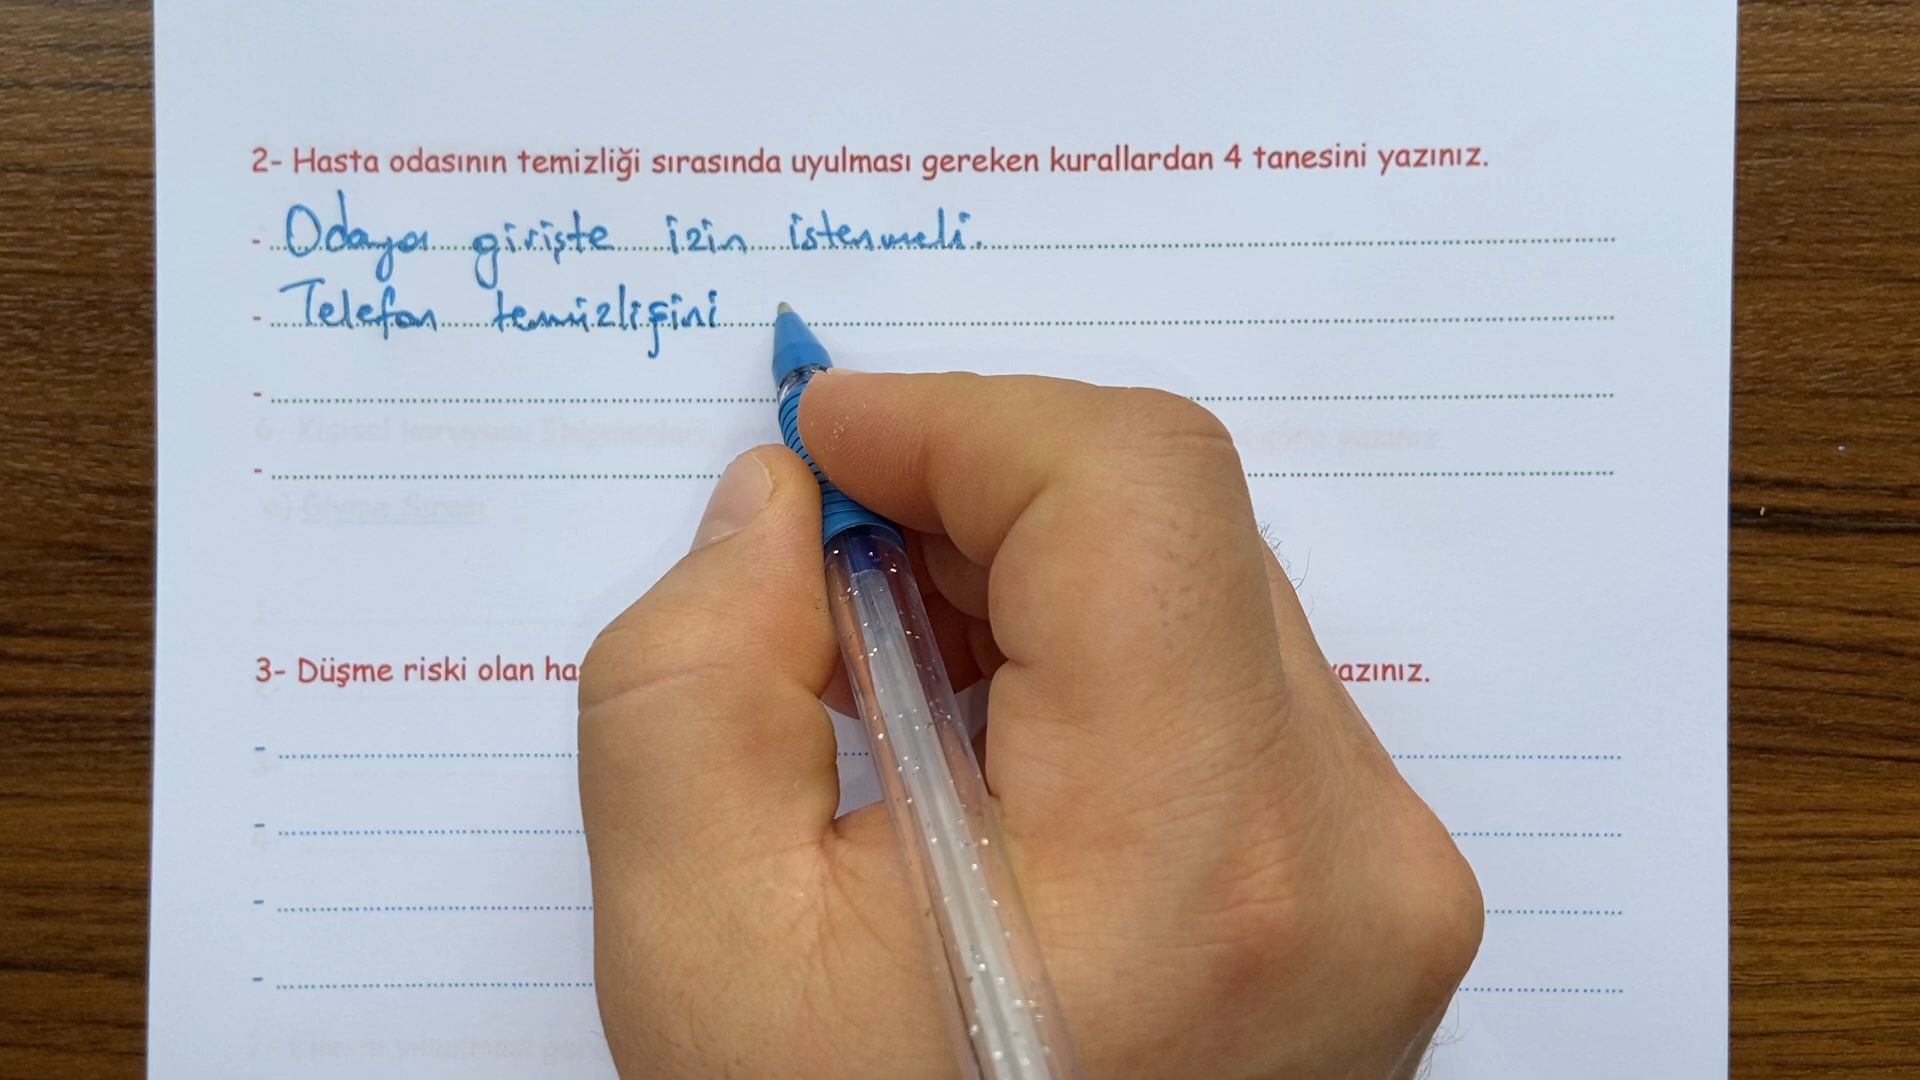 2- Hasta odasının temizliği sırasında uyulması gereken kurallardan 4 tanesini yazınız.
- Odaya girişte izin istenmeli.
- Telefon temizliğini
-
-
3- Düşme riski olan has yazınız.
-
-
-
-